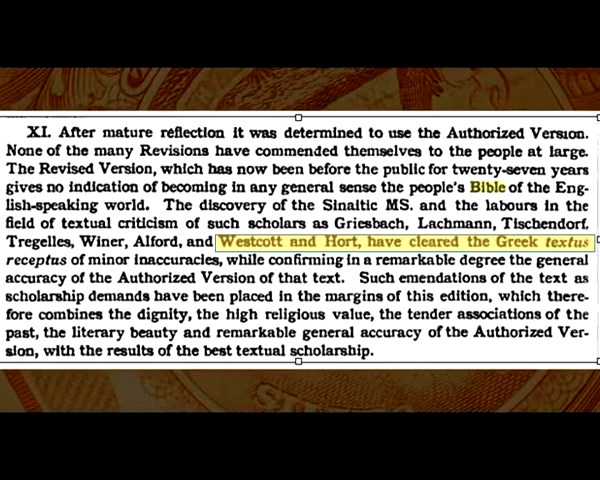 XI. After mature reflection it was determined to use the Authorized Version.
None of the many Revisions have commended themselves to the people at large.
The Revised Version, which has now been before the public for twenty-seven years
gives no indication of becoming in any general sense the people's Bible of the Eng-
lish-speaking world. The discovery of the Sinaitic MS. and the labours in the
field of textual criticism of such scholars as Griesbach, Lachmann, Tischendorf,
Tregelles, Winer, Alford, and Westcott and Hort, have cleared the Greek textus
receptus of minor inaccuracies, while confirming in a remarkable degree the general
accuracy of the Authorized Version of that text. Such emendations of the text as
scholarship demands have been placed in the margins of this edition, which there-
fore combines the dignity, the high religious value, the tender associations of the
past, the literary beauty and remarkable general accuracy of the Authorized Ver-
sion, with the results of the best textual scholarship.